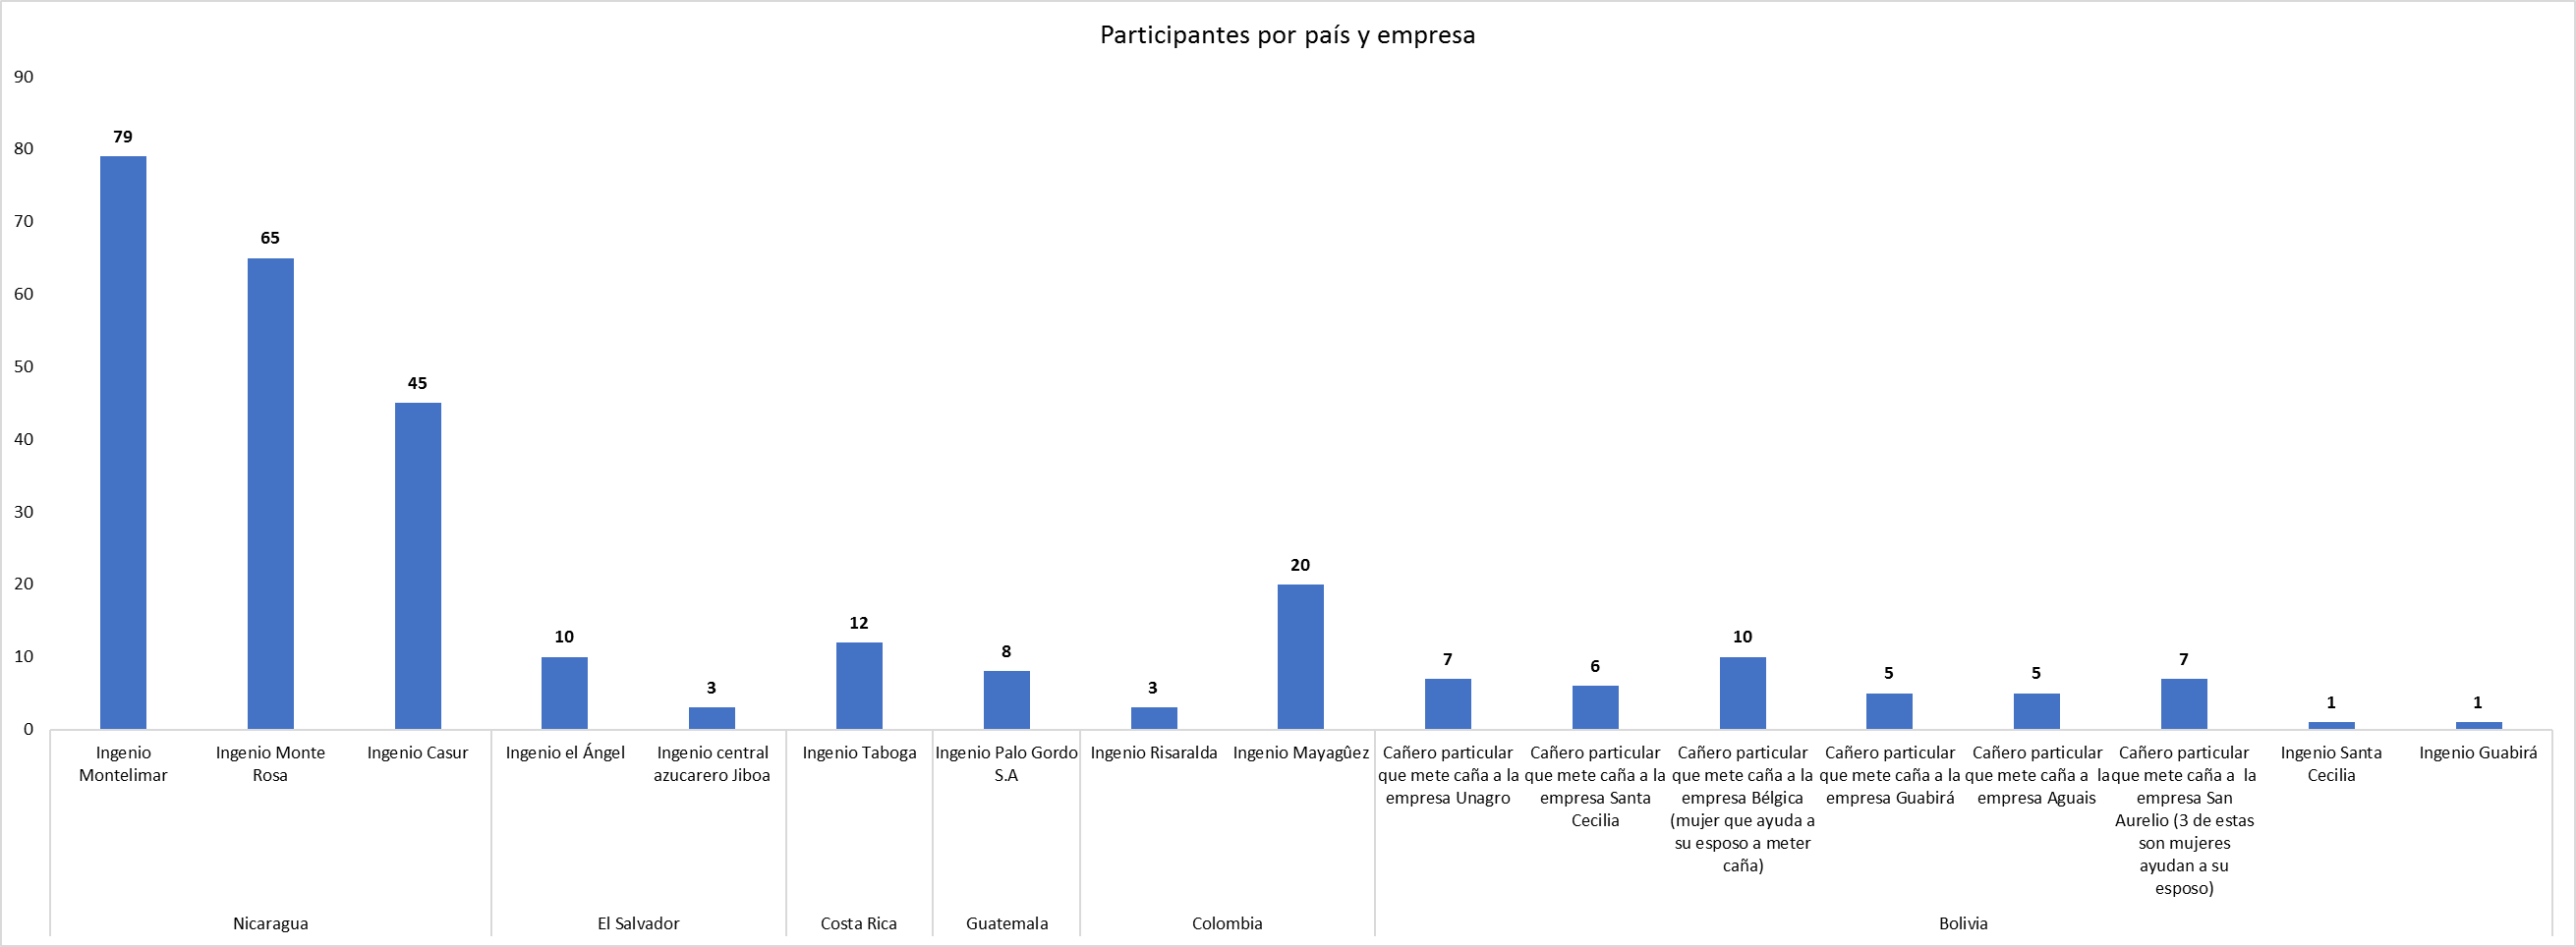 Participantes por país y empresa
90
80
70
60
50
40
30
20
10
0
79
65
45
10
3
12
8
3
20
7
6
10
5
5
7
1
1
Ingenio
Montelimar
Ingenio Monte
Rosa
Ingenio Casur
Ingenio el Ángel
Ingenio central
azucarero Jiboa
Ingenio Taboga
Ingenio Palo Gordo
S.A
Ingenio Risaralda
Ingenio Mayagûez
Cañero particular
que mete caña a la
empresa Unagro
Cañero particular
que mete caña a la
empresa Santa
Cecilia
Cañero particular
que mete caña a la
empresa Bélgica
(mujer que ayuda a
su esposo a meter
caña)
Cañero particular
que mete caña a la
empresa Guabirá
Cañero particular
que mete caña a  la
empresa Aguais
Cañero particular
que mete caña a  la
empresa San
Aurelio (3 de estas
son mujeres
ayudan a su
esposo)
Ingenio Santa
Cecilia
Ingenio Guabirá
Nicaragua
El Salvador
Costa Rica
Guatemala
Colombia
Bolivia